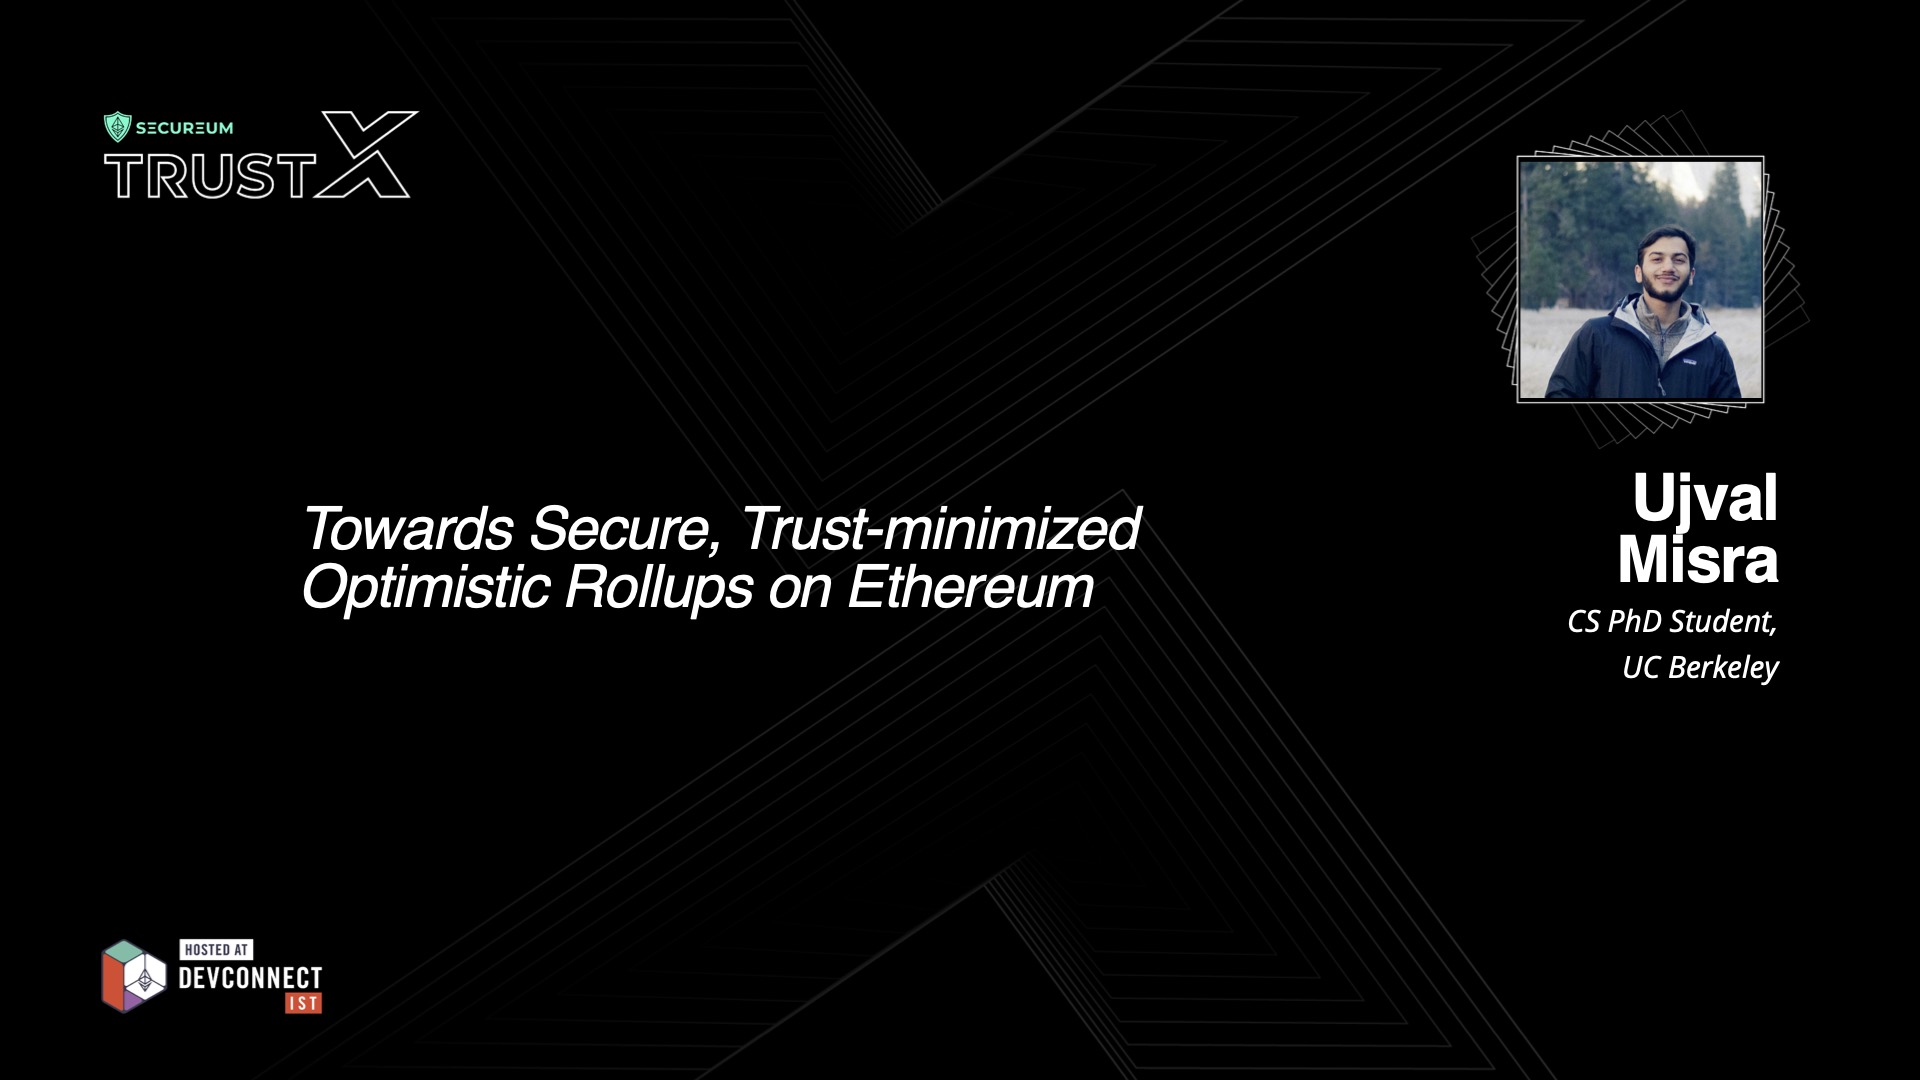 SECUREUM
TRUSTX
Towards Secure, Trust-minimized
Optimistic Rollups on Ethereum
Ujval
Misra
CS PhD Student,
UC Berkeley
HOSTED AT
DEVCONNECT
IST